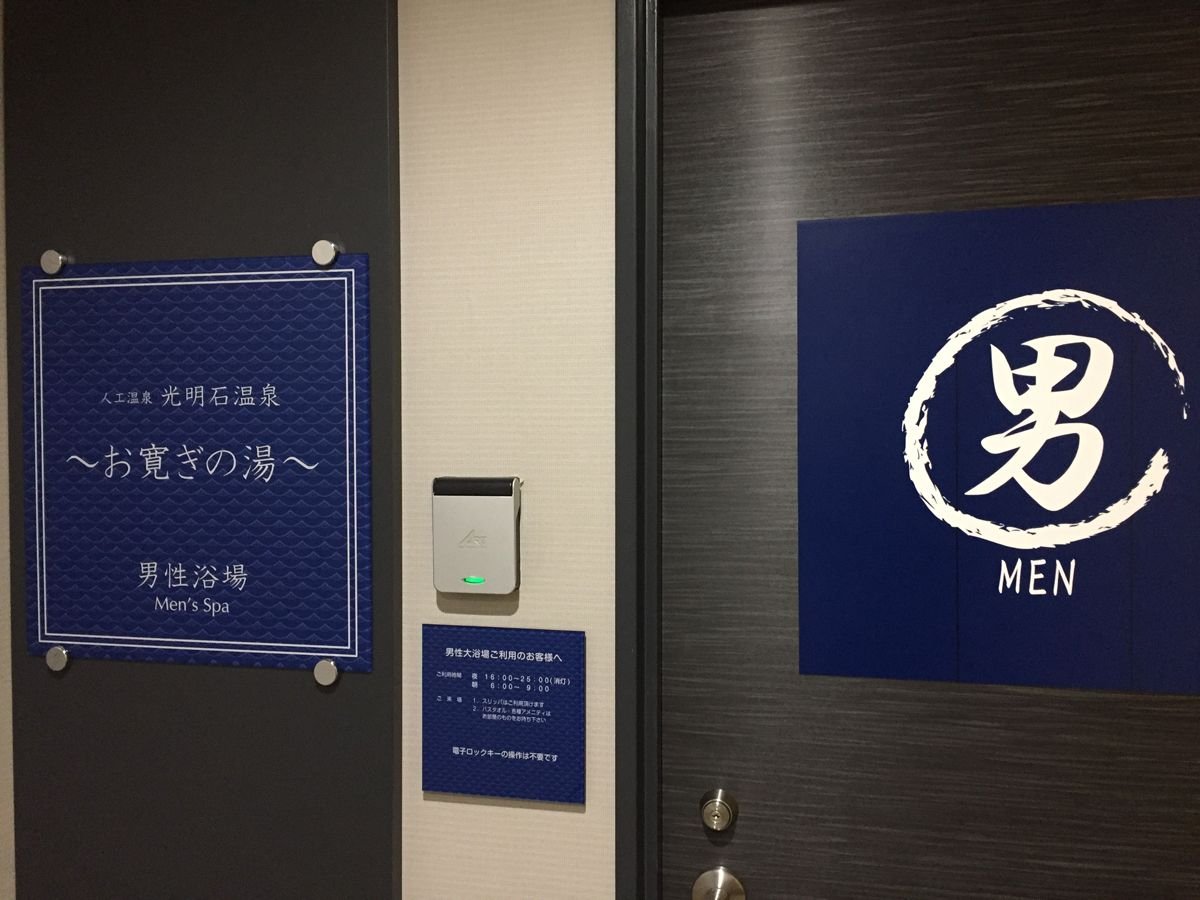 人工温泉 光明石温泉
～お寛ぎの湯～
男性浴場
Men's Spa
男性大浴場ご利用のお客様へ
ご利用時間 夜 16:00～25:00(消灯)
朝 6:00～ 9:00
ご来場 1. スリッパはご利用頂けます
2. バスタオル・各種アメニティは
お部屋のものをお持ち下さい
電子ロックキーの操作は不要です
男
MEN